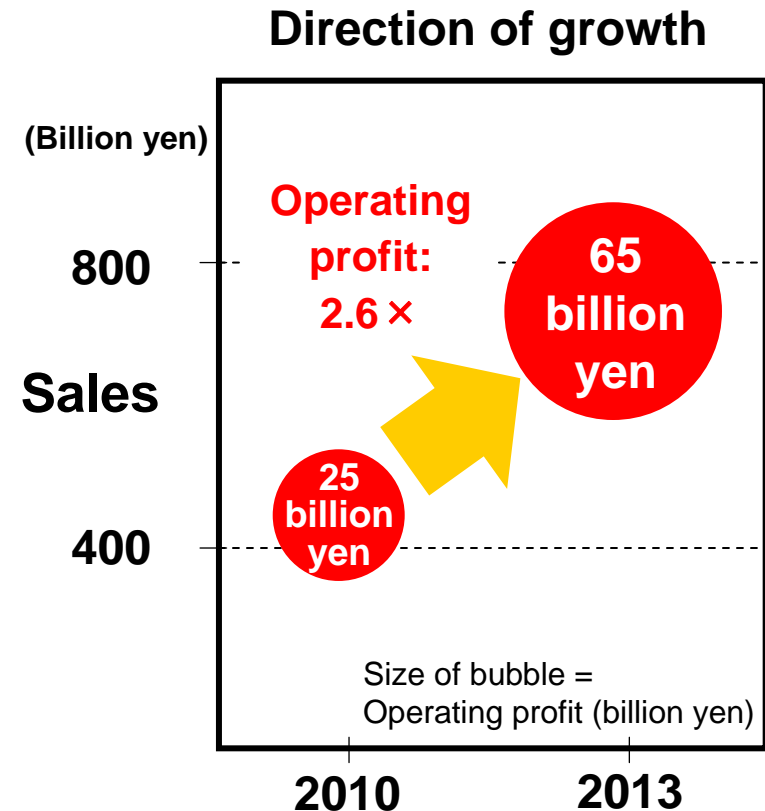 Direction of growth
(Billion yen)
Operating
profit:
2.6×
800
65
billion
yen
Sales
25
billion
yen
400
Size of bubble =
Operating profit (billion yen)
2010
2013